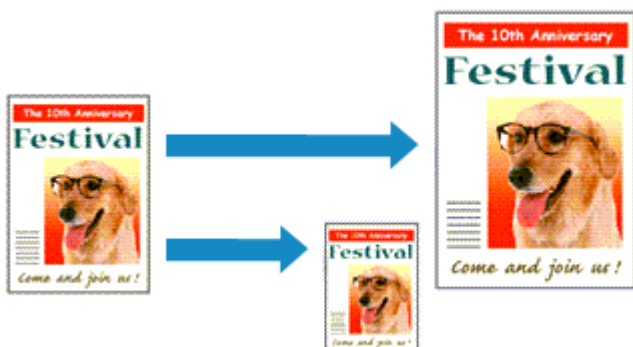 The 10th Anniversary
Festival
Come and join us!
The 10th Anniversary
Festival
Come and join us!
The 10th Anniversary
Festival
Come and join us!